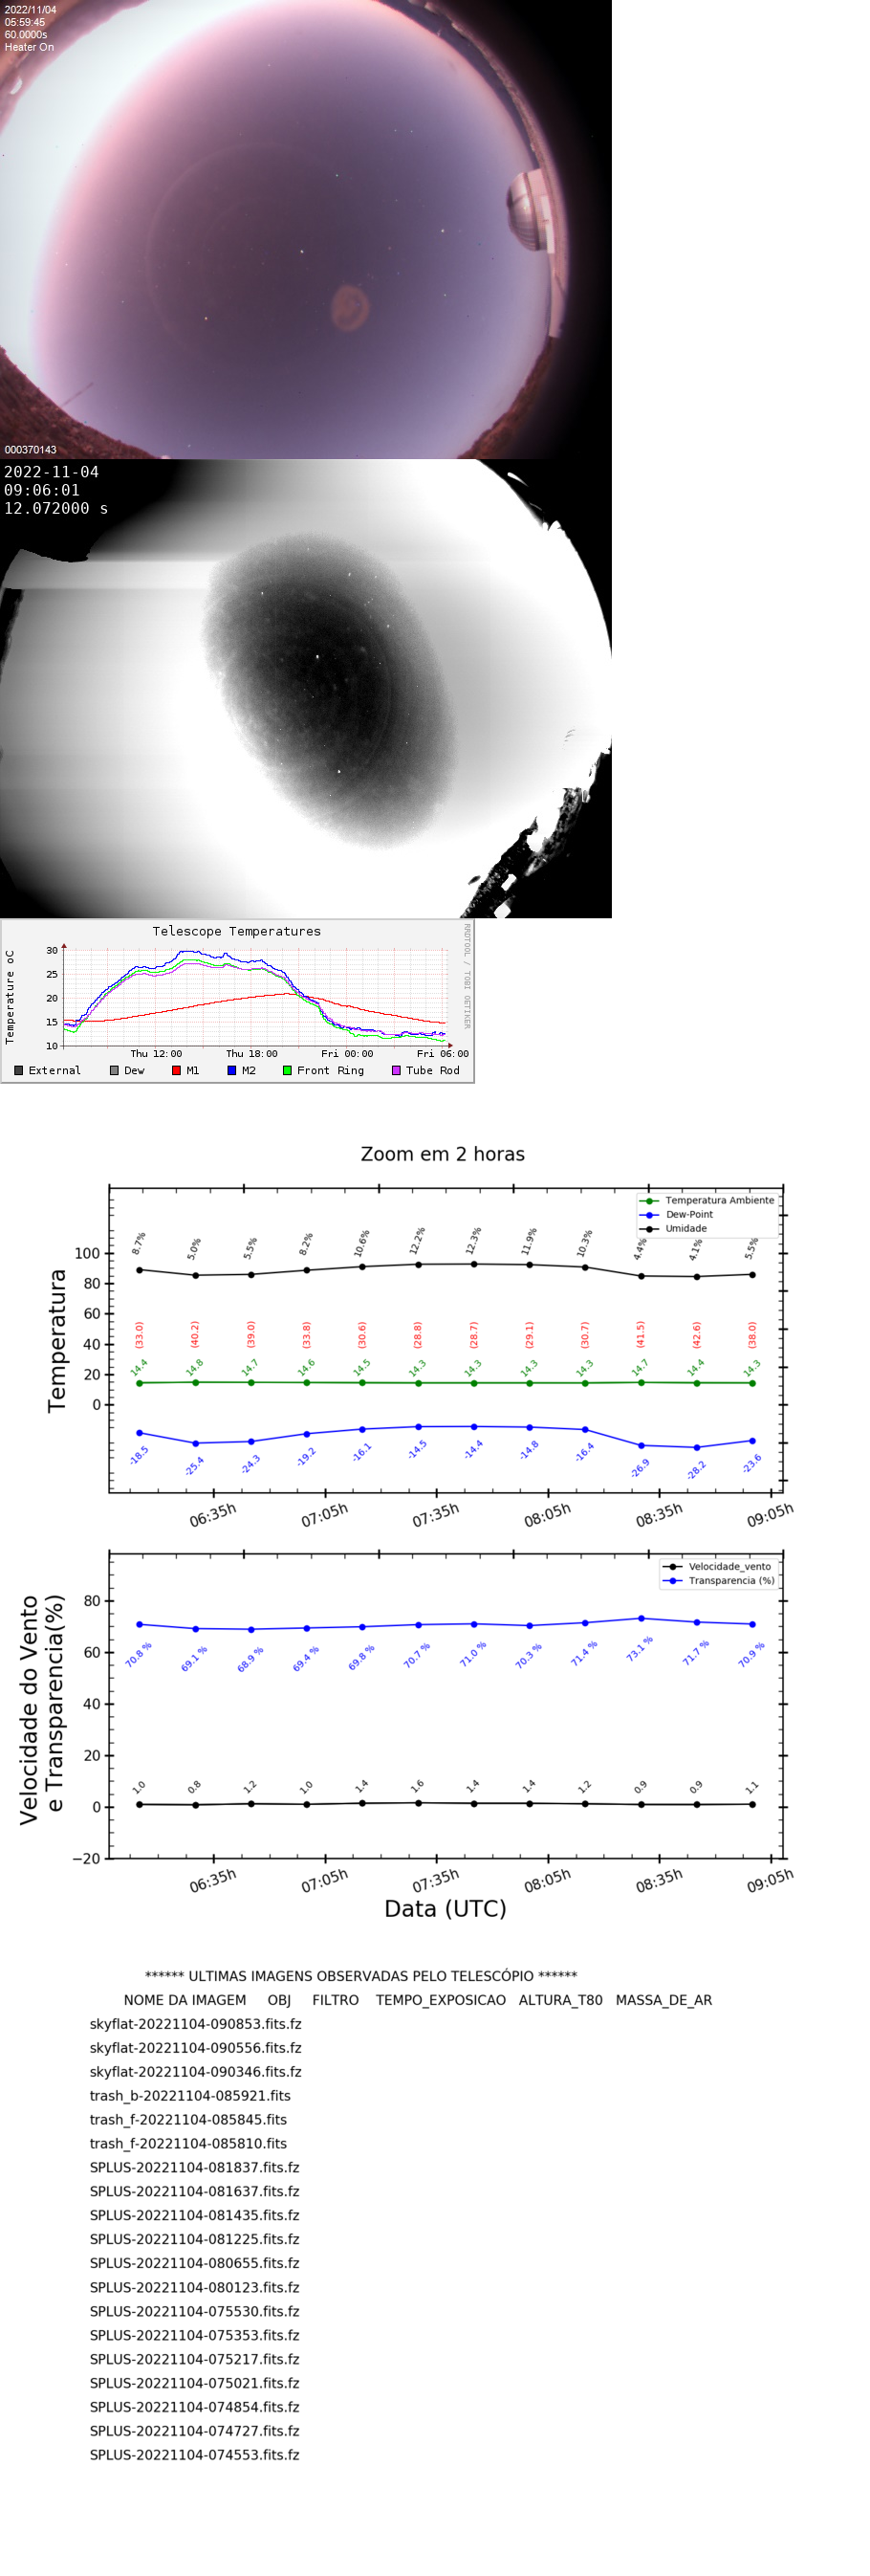 2022/11/04
05:59:45
60.0000s
Heater On
000370143
2022-11-04
09:06:01
12.072000 s
Telescope Temperatures
RRDTOOL / TOBI OETIKER
Temperature oC
30
25
20
15
10
Thu 12:00 Thu 18:00 Fri 00:00 Fri 06:00
External Dew M1 M2 Front Ring Tube Rod
Zoom em 2 horas
Temperatura Ambiente
Dew-Point
Umidade
Temperatura
100
80
60
40
20
0
8.7% 5.0% 5.5% 8.2% 10.6% 12.2% 12.3% 11.9% 10.3% 4.4% 4.1% 5.5%
(33.0) (40.2) (39.0) (33.8) (30.6) (28.8) (28.7) (29.1) (30.7) (41.5) (42.6) (38.0)
14.4 14.8 14.7 14.6 14.5 14.3 14.3 14.3 14.3 14.7 14.4 14.3
-18.5 -25.4 -24.3 -19.2 -16.1 -14.5 -14.4 -14.8 -16.4 -26.9 -28.2 -23.6
06:35h 07:05h 07:35h 08:05h 08:35h 09:05h
Velocidade_vento
Transparencia (%)
Velocidade do Vento
e Transparencia(%)
80
60
40
20
0
−20
70.8 % 69.1 % 68.9 % 69.4 % 69.8 % 70.7 % 71.0 % 70.3 % 71.4 % 73.1 % 71.7 % 70.9 %
1.0 0.8 1.2 1.0 1.4 1.6 1.4 1.4 1.2 0.9 0.9 1.1
06:35h 07:05h 07:35h 08:05h 08:35h 09:05h
Data (UTC)
****** ULTIMAS IMAGENS OBSERVADAS PELO TELESCÓPIO ******
NOME DA IMAGEM OBJ FILTRO TEMPO_EXPOSICAO ALTURA_T80 MASSA_DE_AR
skyflat-20221104-090853.fits.fz
skyflat-20221104-090556.fits.fz
skyflat-20221104-090346.fits.fz
trash_b-20221104-085921.fits
trash_f-20221104-085845.fits
trash_f-20221104-085810.fits
SPLUS-20221104-081837.fits.fz
SPLUS-20221104-081637.fits.fz
SPLUS-20221104-081435.fits.fz
SPLUS-20221104-081225.fits.fz
SPLUS-20221104-080655.fits.fz
SPLUS-20221104-080123.fits.fz
SPLUS-20221104-075530.fits.fz
SPLUS-20221104-075353.fits.fz
SPLUS-20221104-075217.fits.fz
SPLUS-20221104-075021.fits.fz
SPLUS-20221104-074854.fits.fz
SPLUS-20221104-074727.fits.fz
SPLUS-20221104-074553.fits.fz